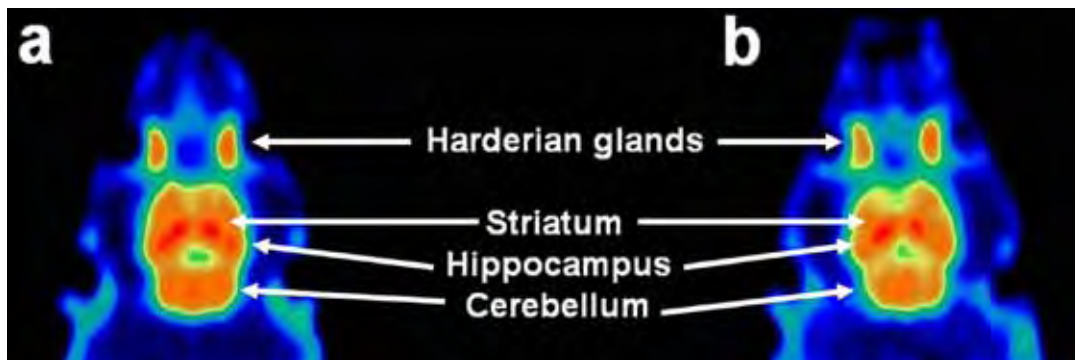 a
b
Harderian glands
Striatum
Hippocampus
Cerebellum